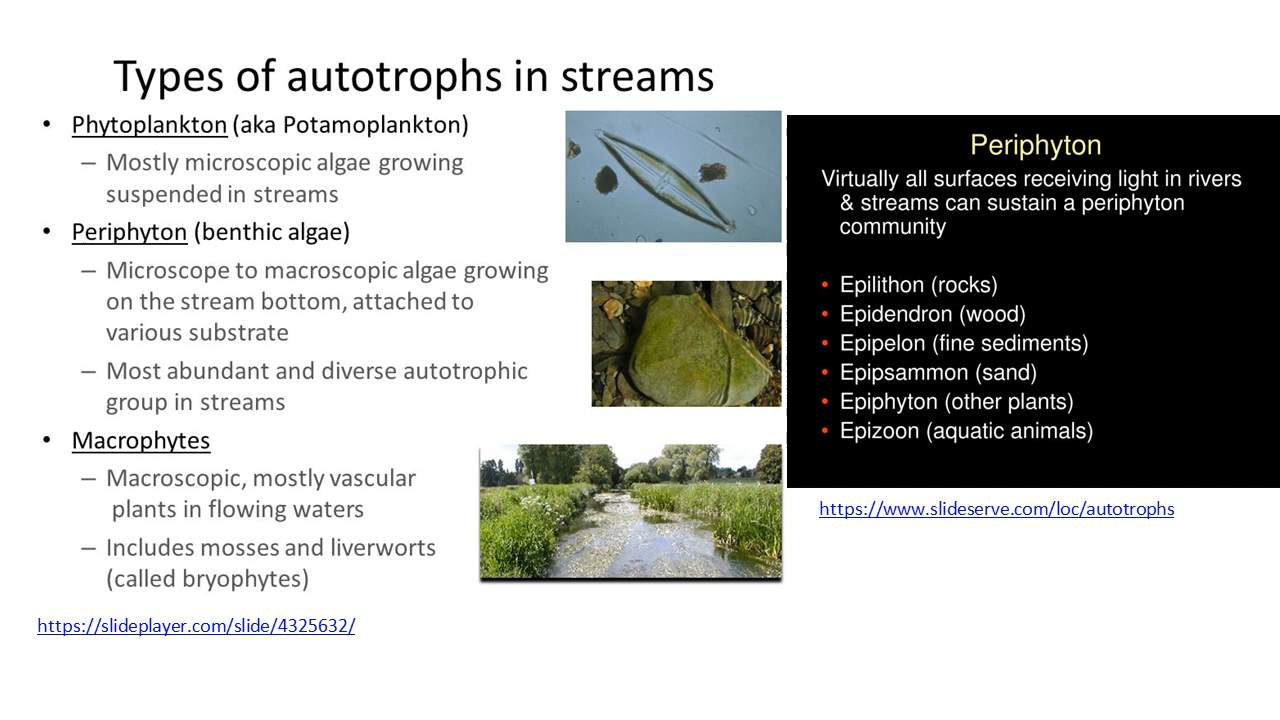 Types of autotrophs in streams
• Phytoplankton (aka Potamoplankton)
– Mostly microscopic algae growing
suspended in streams
• Periphyton (benthic algae)
– Microscope to macroscopic algae growing
on the stream bottom, attached to
various substrate
– Most abundant and diverse autotrophic
group in streams
• Macrophytes
– Macroscopic, mostly vascular
plants in flowing waters
– Includes mosses and liverworts
(called bryophytes)
https://slideplayer.com/slide/4325632/
Periphyton
Virtually all surfaces receiving light in rivers
& streams can sustain a periphyton
community
• Epilithon (rocks)
• Epidendron (wood)
• Epipelon (fine sediments)
• Epipsammon (sand)
• Epiphyton (other plants)
• Epizoon (aquatic animals)
https://www.slideserve.com/loc/autotrophs